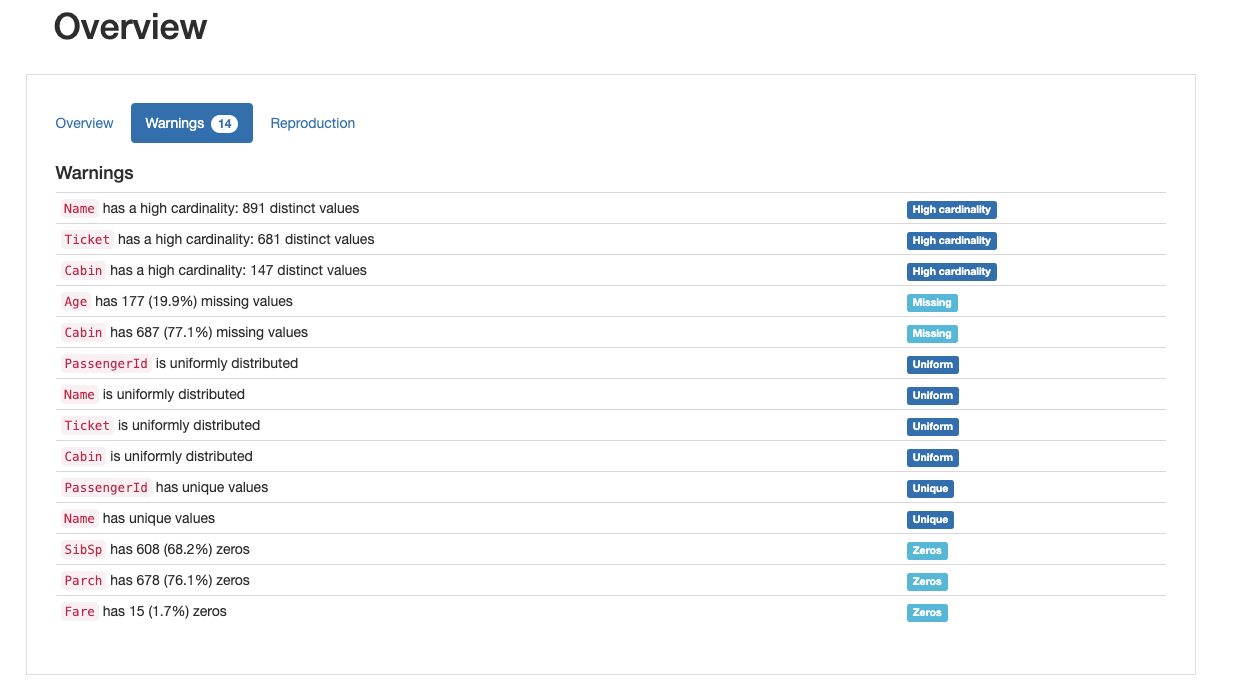 Overview
Overview Warnings 14 Reproduction
Warnings
Name has a high cardinality: 891 distinct values High cardinality
Ticket has a high cardinality: 681 distinct values High cardinality
Cabin has a high cardinality: 147 distinct values High cardinality
Age has 177 (19.9%) missing values Missing
Cabin has 687 (77.1%) missing values Missing
PassengerId is uniformly distributed Uniform
Name is uniformly distributed Uniform
Ticket is uniformly distributed Uniform
Cabin is uniformly distributed Uniform
PassengerId has unique values Unique
Name has unique values Unique
SibSp has 608 (68.2%) zeros Zeros
Parch has 678 (76.1%) zeros Zeros
Fare has 15 (1.7%) zeros Zeros